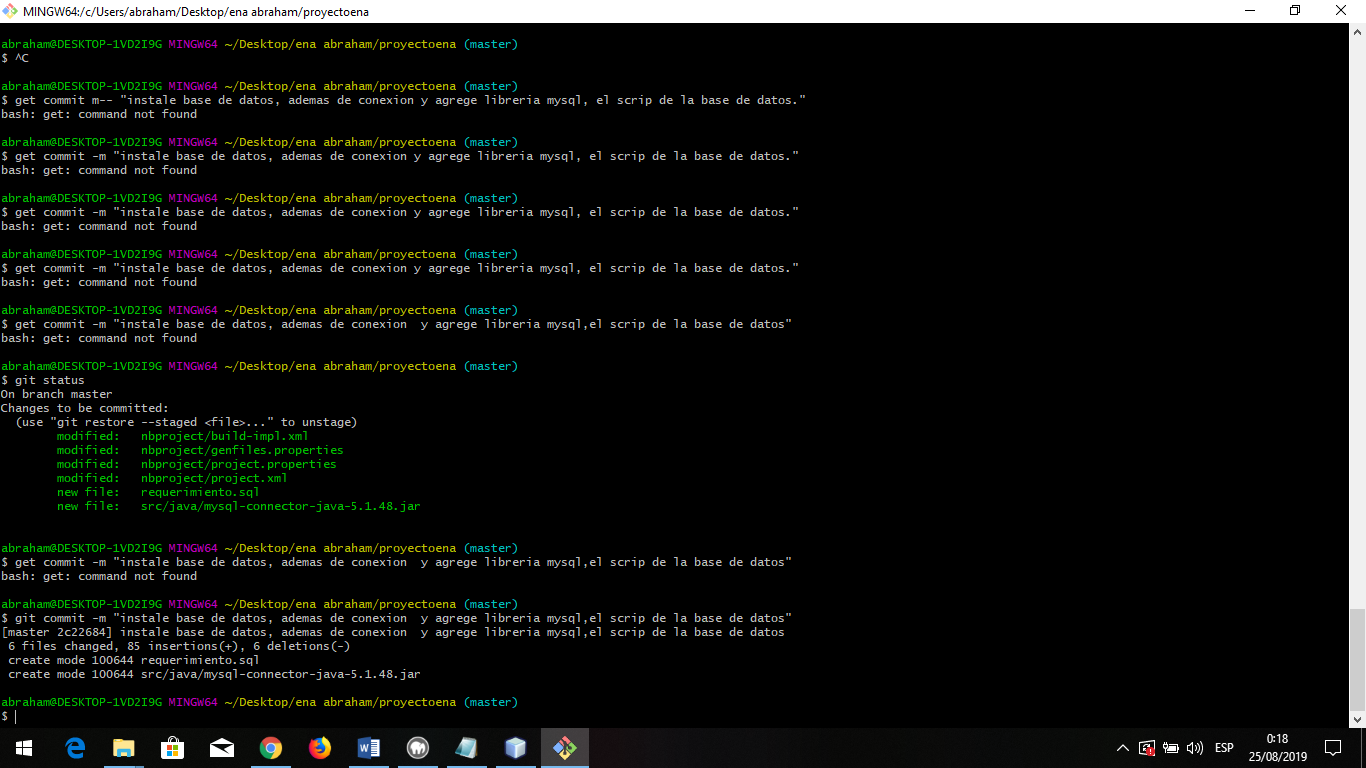 MINGW64:/c/Users/abraham/Desktop/ena abraham/proyectoena
abraham@DESKTOP-1VD2I9G MINGW64 ~/Desktop/ena abraham/proyectoena (master)
$ ^C
abraham@DESKTOP-1VD2I9G MINGW64 ~/Desktop/ena abraham/proyectoena (master)
$ get commit m-- "instale base de datos, ademas de conexion y agrege libreria mysql, el scrip de la base de datos."
bash: get: command not found
abraham@DESKTOP-1VD2I9G MINGW64 ~/Desktop/ena abraham/proyectoena (master)
$ get commit -m "instale base de datos, ademas de conexion y agrege libreria mysql, el scrip de la base de datos."
bash: get: command not found
abraham@DESKTOP-1VD2I9G MINGW64 ~/Desktop/ena abraham/proyectoena (master)
$ get commit -m "instale base de datos, ademas de conexion y agrege libreria mysql, el scrip de la base de datos."
bash: get: command not found
abraham@DESKTOP-1VD2I9G MINGW64 ~/Desktop/ena abraham/proyectoena (master)
$ get commit -m "instale base de datos, ademas de conexion y agrege libreria mysql, el scrip de la base de datos."
bash: get: command not found
abraham@DESKTOP-1VD2I9G MINGW64 ~/Desktop/ena abraham/proyectoena (master)
$ get commit -m "instale base de datos, ademas de conexion  y agrege libreria mysql,el scrip de la base de datos"
bash: get: command not found
abraham@DESKTOP-1VD2I9G MINGW64 ~/Desktop/ena abraham/proyectoena (master)
$ git status
On branch master
Changes to be committed:
  (use "git restore --staged <file>..." to unstage)
        modified:   nbproject/build-impl.xml
        modified:   nbproject/genfiles.properties
        modified:   nbproject/project.properties
        modified:   nbproject/project.xml
        new file:   requerimiento.sql
        new file:   src/java/mysql-connector-java-5.1.48.jar
abraham@DESKTOP-1VD2I9G MINGW64 ~/Desktop/ena abraham/proyectoena (master)
$ get commit -m "instale base de datos, ademas de conexion  y agrege libreria mysql,el scrip de la base de datos"
bash: get: command not found
abraham@DESKTOP-1VD2I9G MINGW64 ~/Desktop/ena abraham/proyectoena (master)
$ git commit -m "instale base de datos, ademas de conexion  y agrege libreria mysql,el scrip de la base de datos"
[master 2c22684] instale base de datos, ademas de conexion  y agrege libreria mysql,el scrip de la base de datos
 6 files changed, 85 insertions(+), 6 deletions(-)
 create mode 100644 requerimiento.sql
 create mode 100644 src/java/mysql-connector-java-5.1.48.jar
abraham@DESKTOP-1VD2I9G MINGW64 ~/Desktop/ena abraham/proyectoena (master)
$
ESP
0:18
25/08/2019